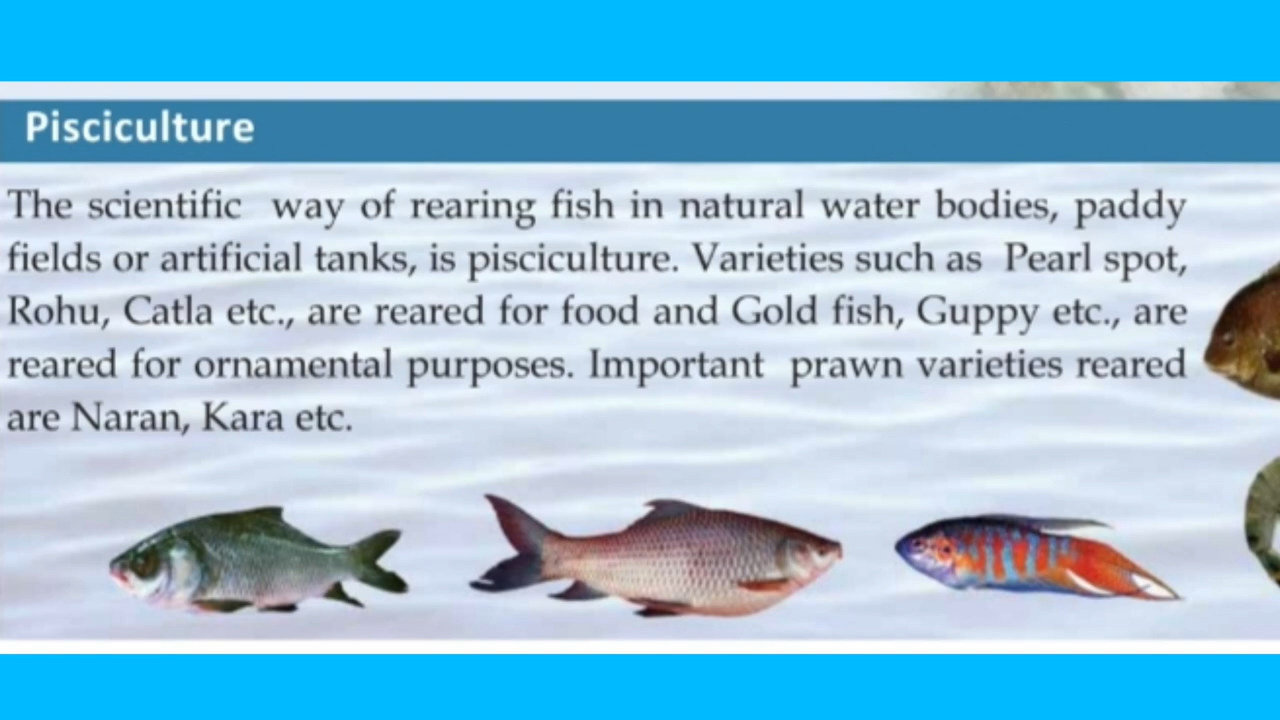 Pisciculture
The scientific way of rearing fish in natural water bodies, paddy
fields or artificial tanks, is pisciculture. Varieties such as Pearl spot,
Rohu, Catla etc., are reared for food and Gold fish, Guppy etc., are
reared for ornamental purposes. Important prawn varieties reared
are Naran, Kara etc.